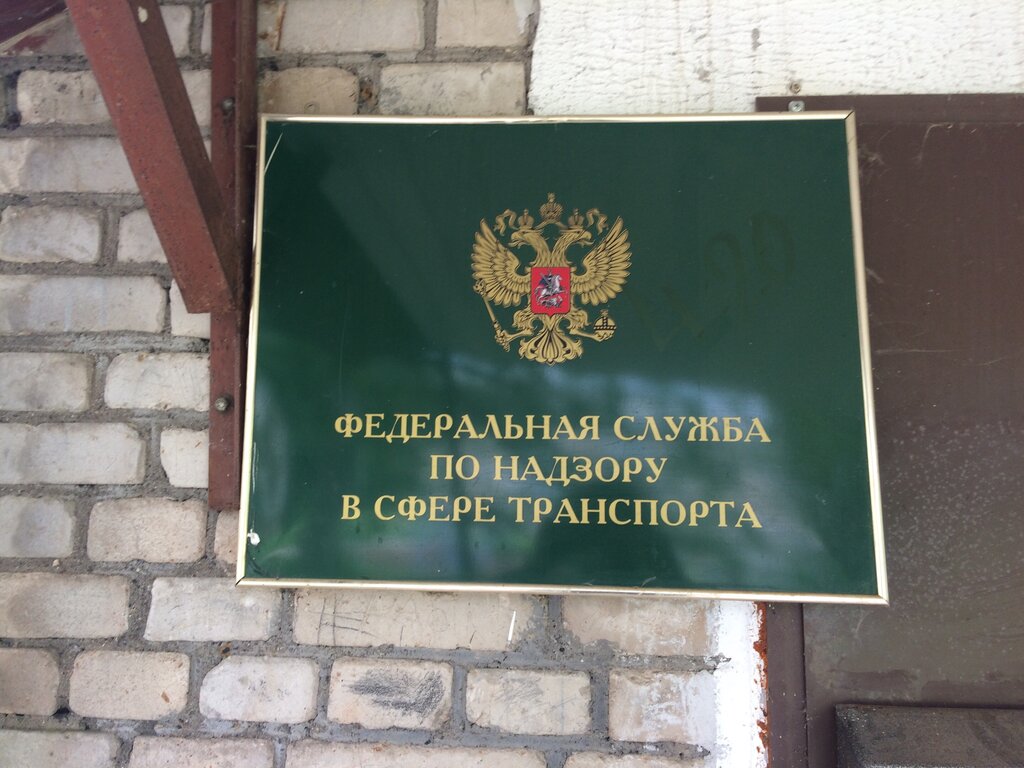 ФЕДЕРАЛЬНАЯ СЛУЖБА
ПО НАДЗОРУ
В СФЕРЕ ТРАНСПОРТА